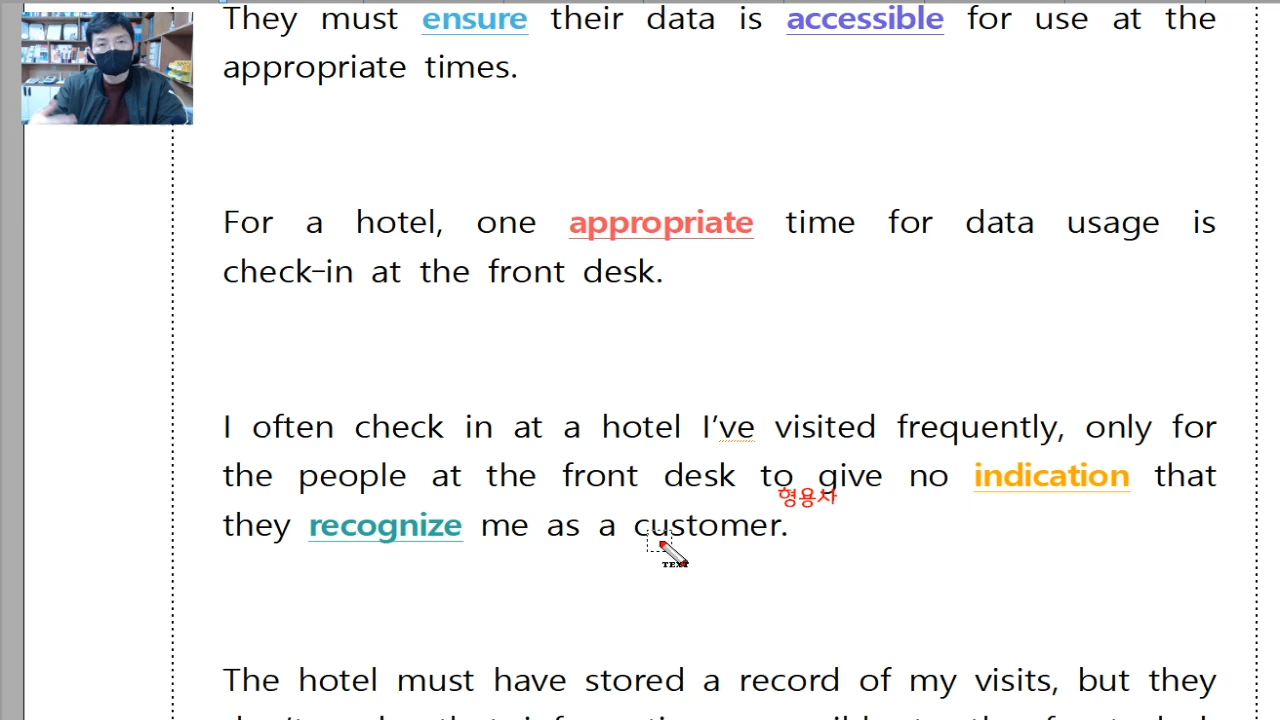 They must ensure their data is accessible for use at the
appropriate times.
For a hotel, one appropriate time for data usage is
check-in at the front desk.
I often check in at a hotel I've visited frequently, only for
the people at the front desk to give no indication that
형용사
they recognize me as a customer.
TEXT
The hotel must have stored a record of my visits, but they